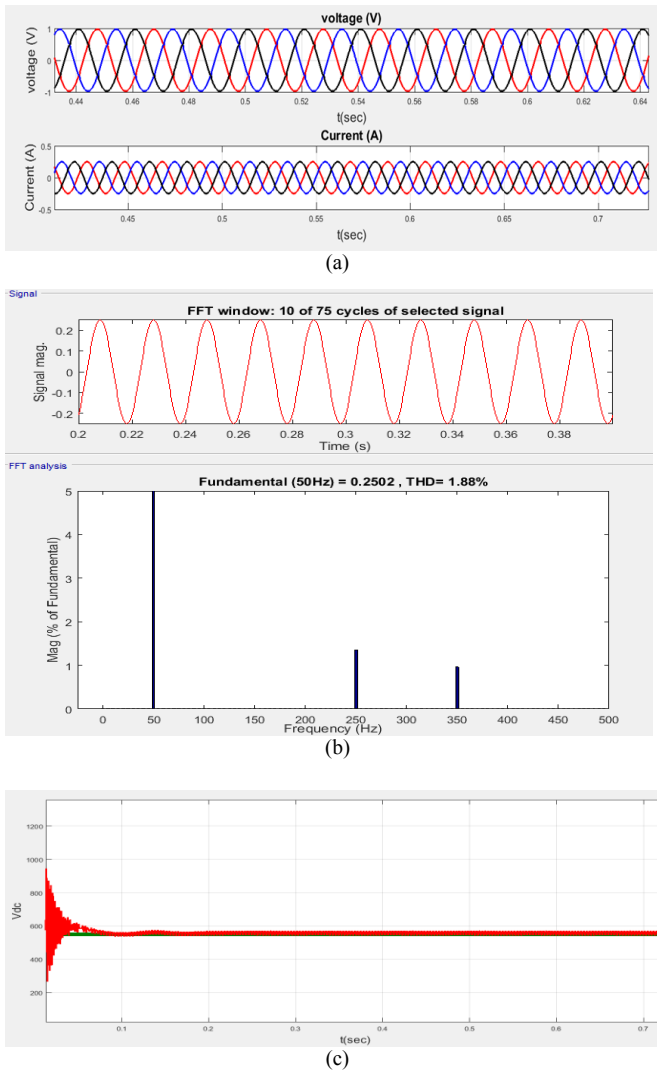 voltage (V)
voltage (V)
1
0
-1
0.44 0.46 0.48 0.5 0.52 0.54 0.56 0.58 0.6 0.62 0.64
t(sec)
Current (A)
Current (A)
0.5
0
-0.5
0.45 0.5 0.55 0.6 0.65 0.7
t(sec)
(a)
Signal
FFT window: 10 of 75 cycles of selected signal
Signal mag.
0.2
0.1
0
-0.1
-0.2
0.2 0.22 0.24 0.26 0.28 0.3 0.32 0.34 0.36 0.38
Time (s)
FFT analysis
Fundamental (50Hz) = 0.2502 , THD= 1.88%
Mag (% of Fundamental)
5
4
3
2
1
0
0 50 100 150 200 250 300 350 400 450 500
Frequency (Hz)
(b)
Vdc
1200
1000
800
600
400
200
0.1 0.2 0.3 0.4 0.5 0.6 0.7
t(sec)
(c)